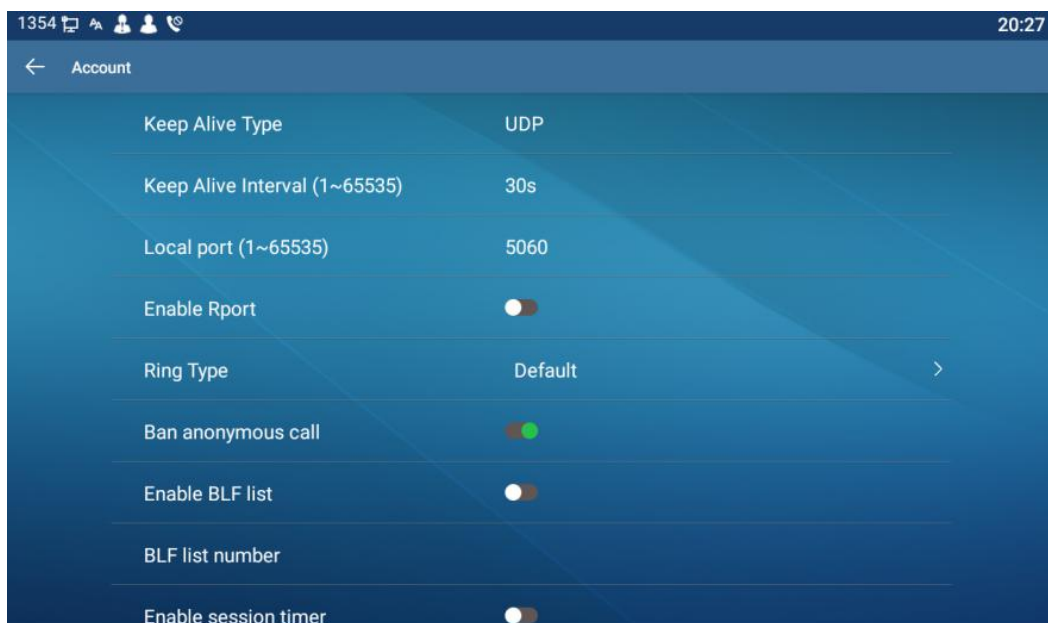 1354 20:27
Account
Keep Alive Type UDP
Keep Alive Interval (1~65535) 30s
Local port (1~65535) 5060
Enable Rport
Ring Type Default
Ban anonymous call
Enable BLF list
BLF list number
Enable session timer